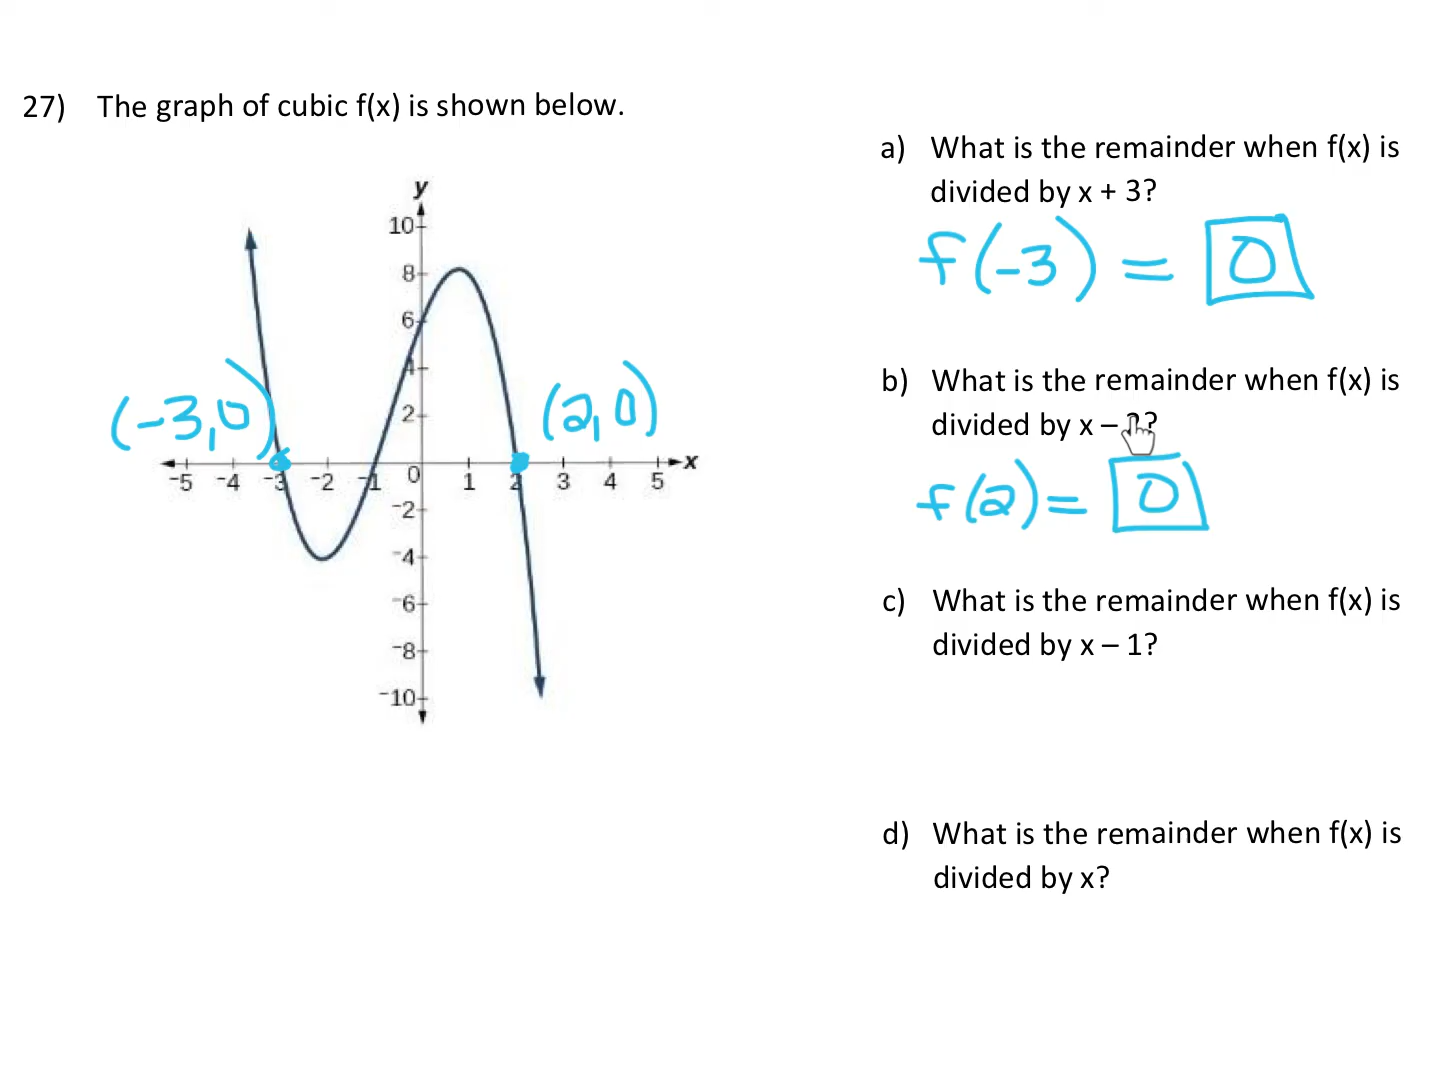 27) The graph of cubic f(x) is shown below.
a) What is the remainder when f(x) is
divided by x + 3?
f(-3) = 0
b) What is the remainder when f(x) is
divided by x – ?
f(2) = 0
c) What is the remainder when f(x) is
divided by x – 1?
d) What is the remainder when f(x) is
divided by x?
y
10
8
6
4
2
(-3,0)
(2,0)
x
-5 -4 -3 -2 -1 0 1 2 3 4 5
-2
-4
-6
-8
-10